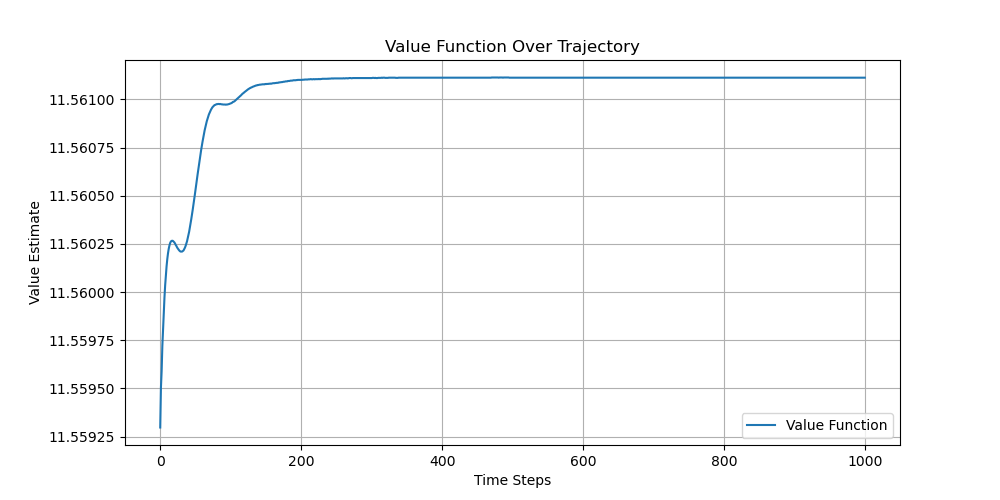 Value Function Over Trajectory
Value Estimate
11.56100
11.56075
11.56050
11.56025
11.56000
11.55975
11.55950
11.55925
0 200 400 600 800 1000
Time Steps
Value Function